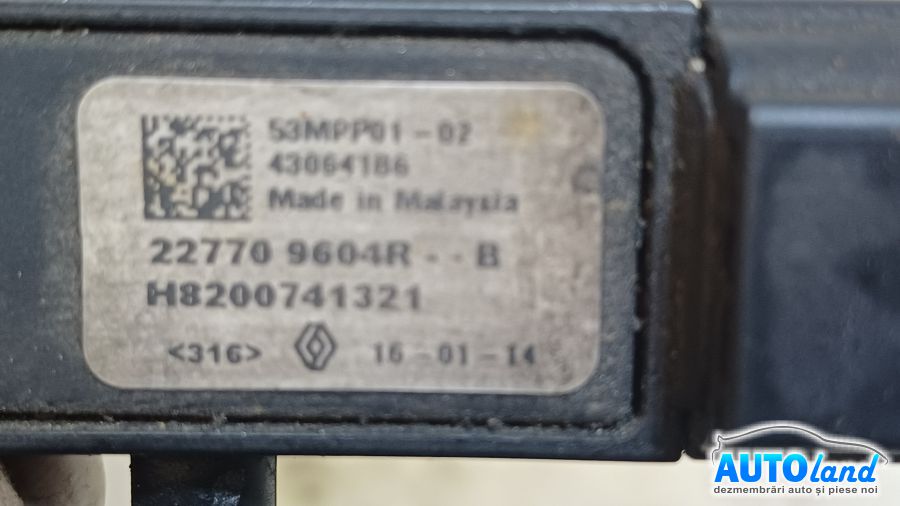 53MPP01-02
43064186
Made in Malaysia
22770 9604R--B
H8200741321
<316> 16-01-14
AUTOland
dezmembrări auto și piese noi